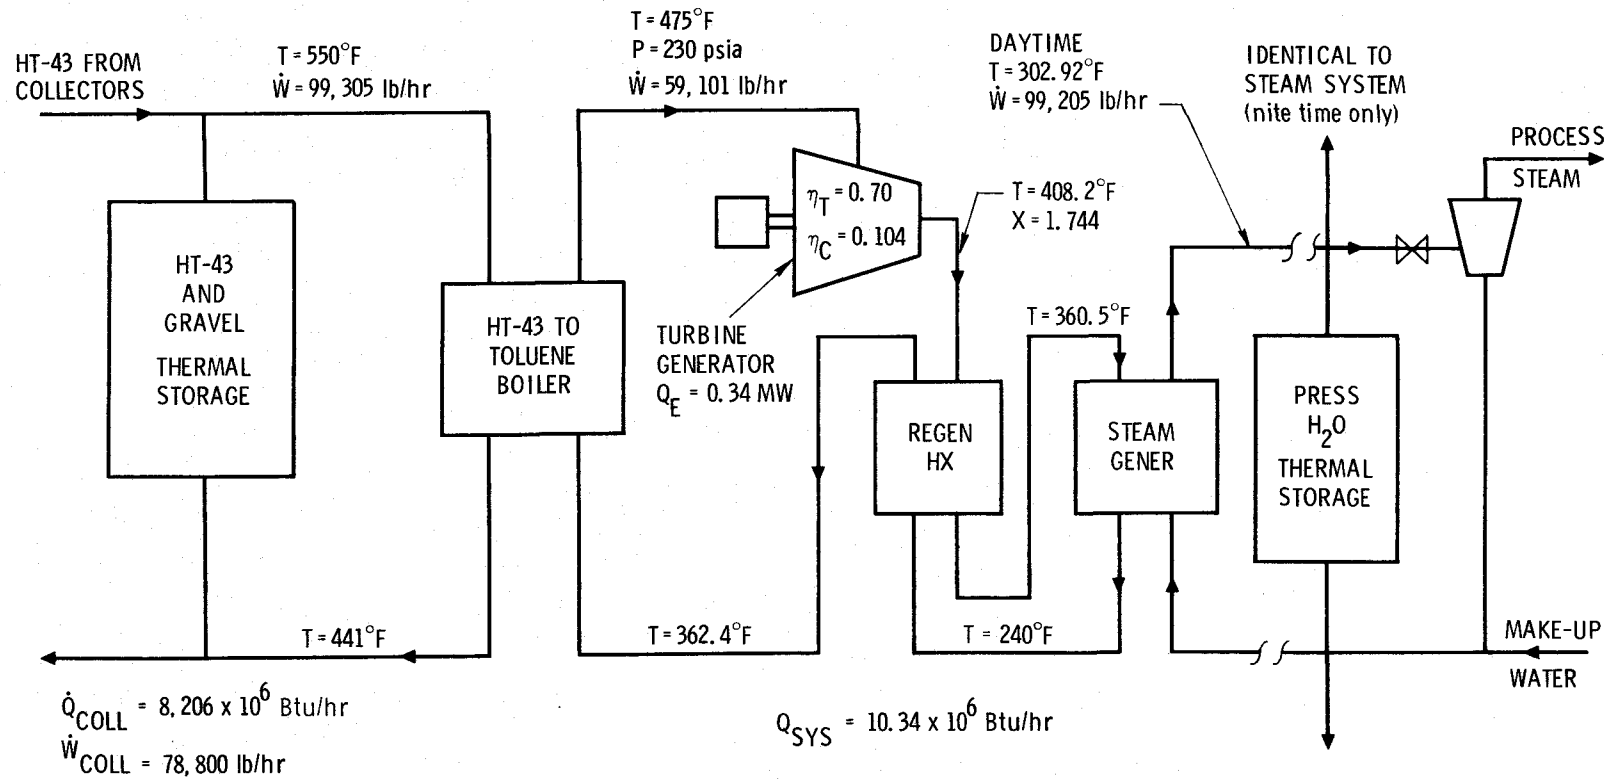 HT-43 FROM
COLLECTORS
T = 550°F
Ẇ = 99, 305 lb/hr
T = 475°F
P = 230 psia
Ẇ = 59, 101 lb/hr
DAYTIME
T = 302. 92°F
Ẇ = 99, 205 lb/hr
IDENTICAL TO
STEAM SYSTEM
(nite time only)
PROCESS
STEAM
HT-43
AND
GRAVEL
THERMAL
STORAGE
HT-43 TO
TOLUENE
BOILER
η_T = 0. 70
η_C = 0. 104
T = 408. 2°F
X = 1. 744
TURBINE
GENERATOR
Q_E = 0. 34 MW
T = 360. 5°F
REGEN
HX
STEAM
GENER
PRESS
H₂O
THERMAL
STORAGE
T = 441°F
T = 362. 4°F
T = 240°F
MAKE-UP
WATER
Q̇_COLL = 8, 206 x 10⁶ Btu/hr
Ẇ_COLL = 78, 800 lb/hr
Q_SYS = 10. 34 x 10⁶ Btu/hr